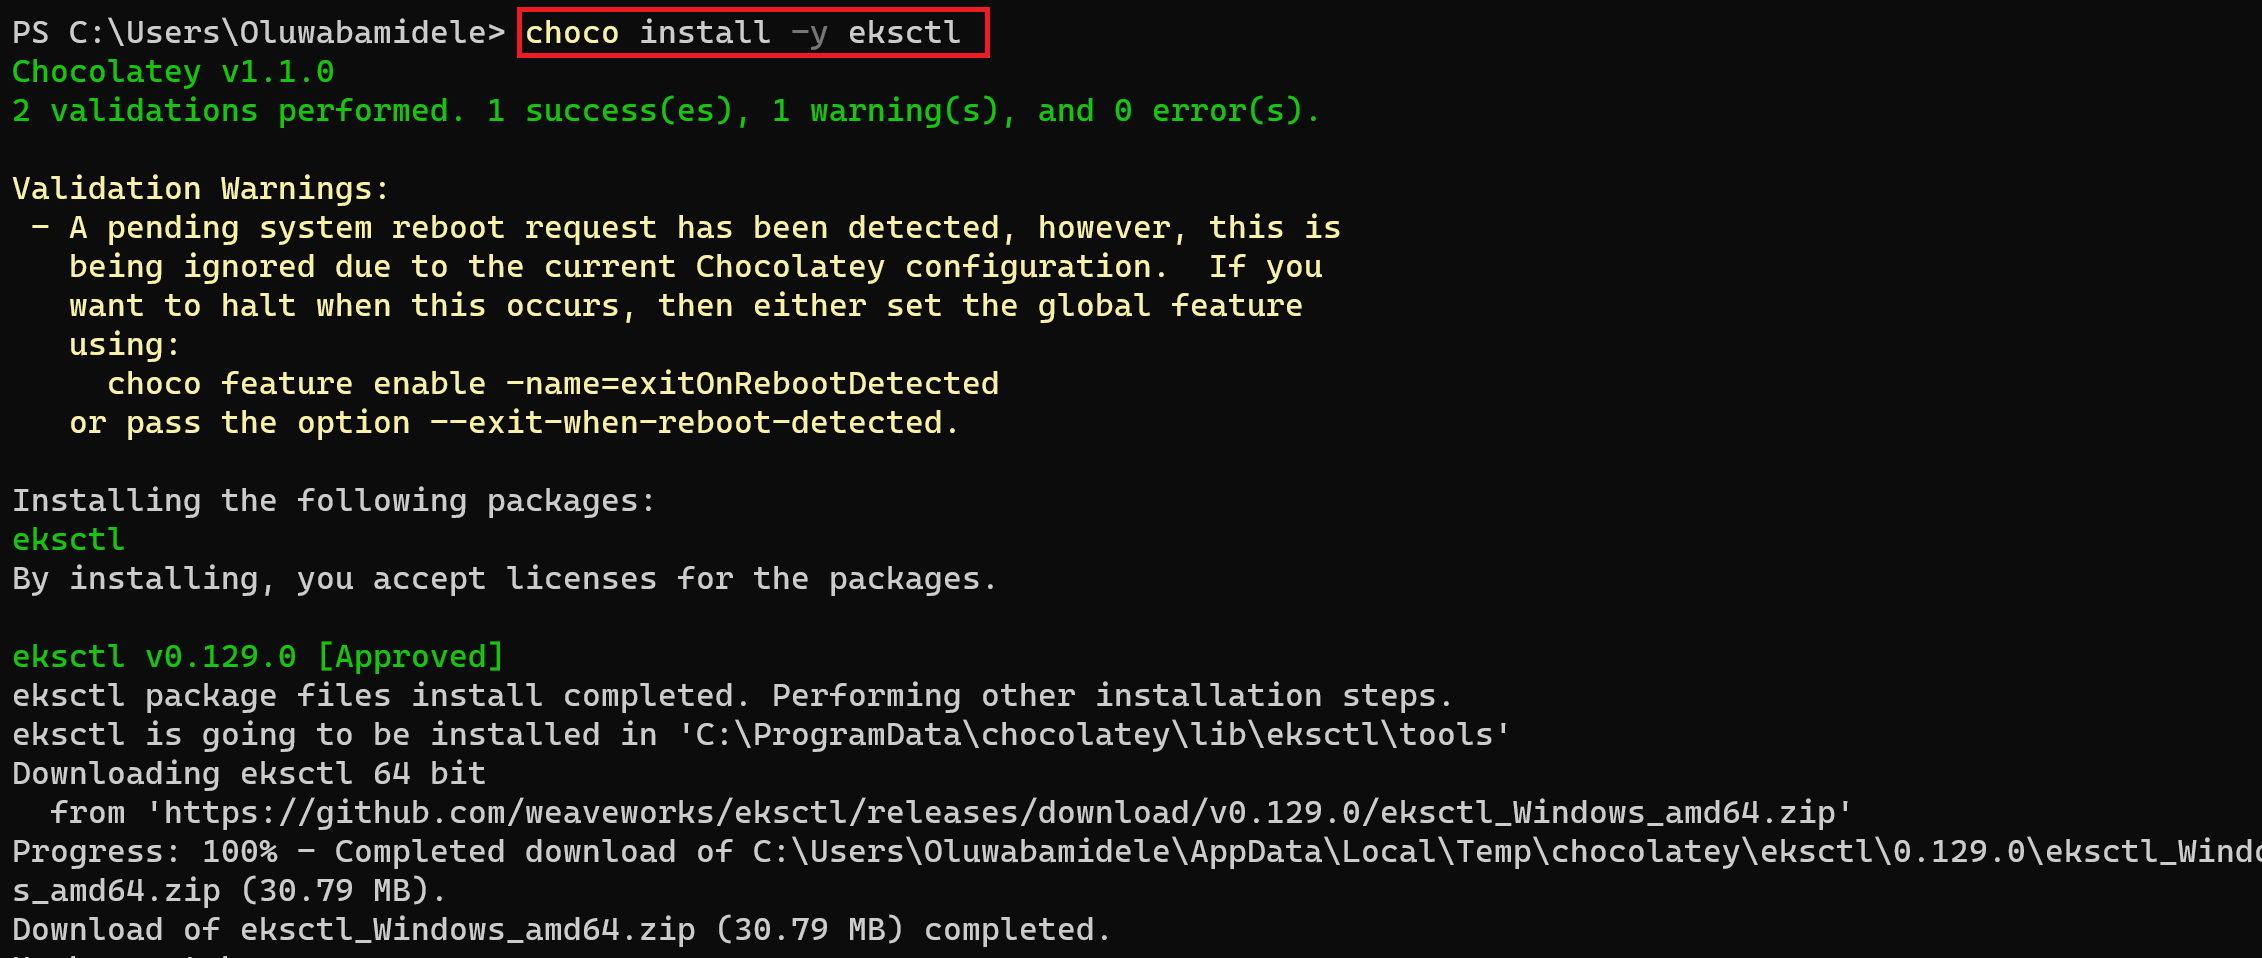 PS C:\Users\Oluwabamidele> choco install -y eksctl
Chocolatey v1.1.0
2 validations performed. 1 success(es), 1 warning(s), and 0 error(s).
Validation Warnings:
 - A pending system reboot request has been detected, however, this is
   being ignored due to the current Chocolatey configuration.  If you
   want to halt when this occurs, then either set the global feature
   using:
     choco feature enable -name=exitOnRebootDetected
   or pass the option --exit-when-reboot-detected.
Installing the following packages:
eksctl
By installing, you accept licenses for the packages.
eksctl v0.129.0 [Approved]
eksctl package files install completed. Performing other installation steps.
eksctl is going to be installed in 'C:\ProgramData\chocolatey\lib\eksctl\tools'
Downloading eksctl 64 bit
  from 'https://github.com/weaveworks/eksctl/releases/download/v0.129.0/eksctl_Windows_amd64.zip'
Progress: 100% - Completed download of C:\Users\Oluwabamidele\AppData\Local\Temp\chocolatey\eksctl\0.129.0\eksctl_Windo
s_amd64.zip (30.79 MB).
Download of eksctl_Windows_amd64.zip (30.79 MB) completed.